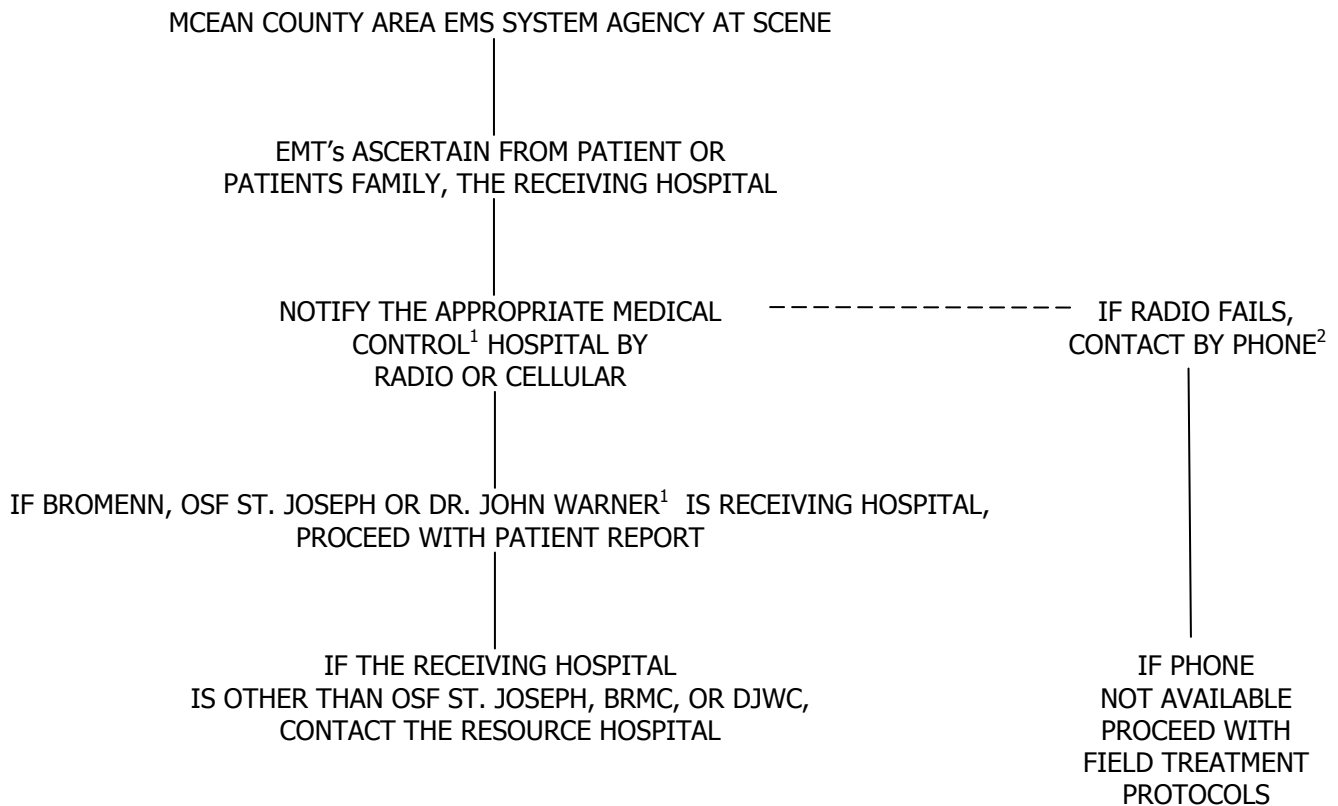 MCEAN COUNTY AREA EMS SYSTEM AGENCY AT SCENE
EMT's ASCERTAIN FROM PATIENT OR
PATIENTS FAMILY, THE RECEIVING HOSPITAL
NOTIFY THE APPROPRIATE MEDICAL
CONTROL¹ HOSPITAL BY
RADIO OR CELLULAR
IF RADIO FAILS,
CONTACT BY PHONE²
IF BROMENN, OSF ST. JOSEPH OR DR. JOHN WARNER¹ IS RECEIVING HOSPITAL,
PROCEED WITH PATIENT REPORT
IF THE RECEIVING HOSPITAL
IS OTHER THAN OSF ST. JOSEPH, BRMC, OR DJWC,
CONTACT THE RESOURCE HOSPITAL
IF PHONE
NOT AVAILABLE
PROCEED WITH
FIELD TREATMENT
PROTOCOLS